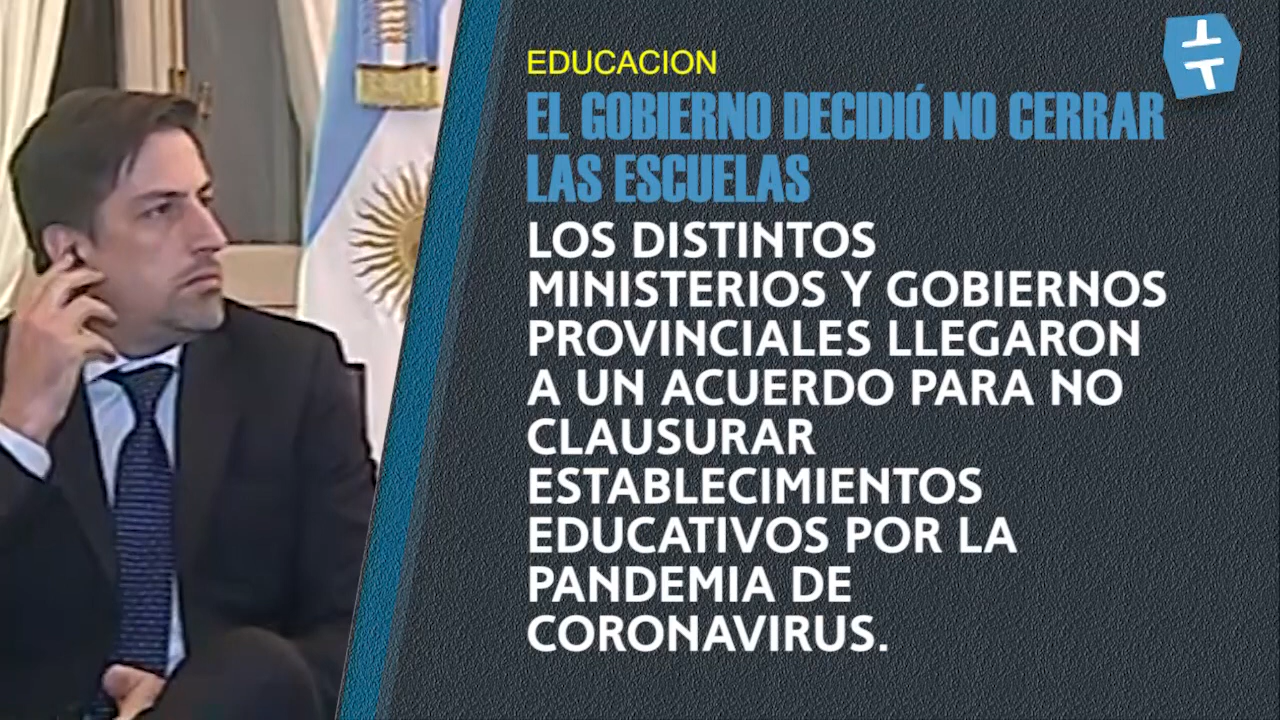 EDUCACION
EL GOBIERNO DECIDIÓ NO CERRAR
LAS ESCUELAS
LOS DISTINTOS
MINISTERIOS Y GOBIERNOS
PROVINCIALES LLEGARON
A UN ACUERDO PARA NO
CLAUSURAR
ESTABLECIMIENTOS
EDUCATIVOS POR LA
PANDEMIA DE
CORONAVIRUS.